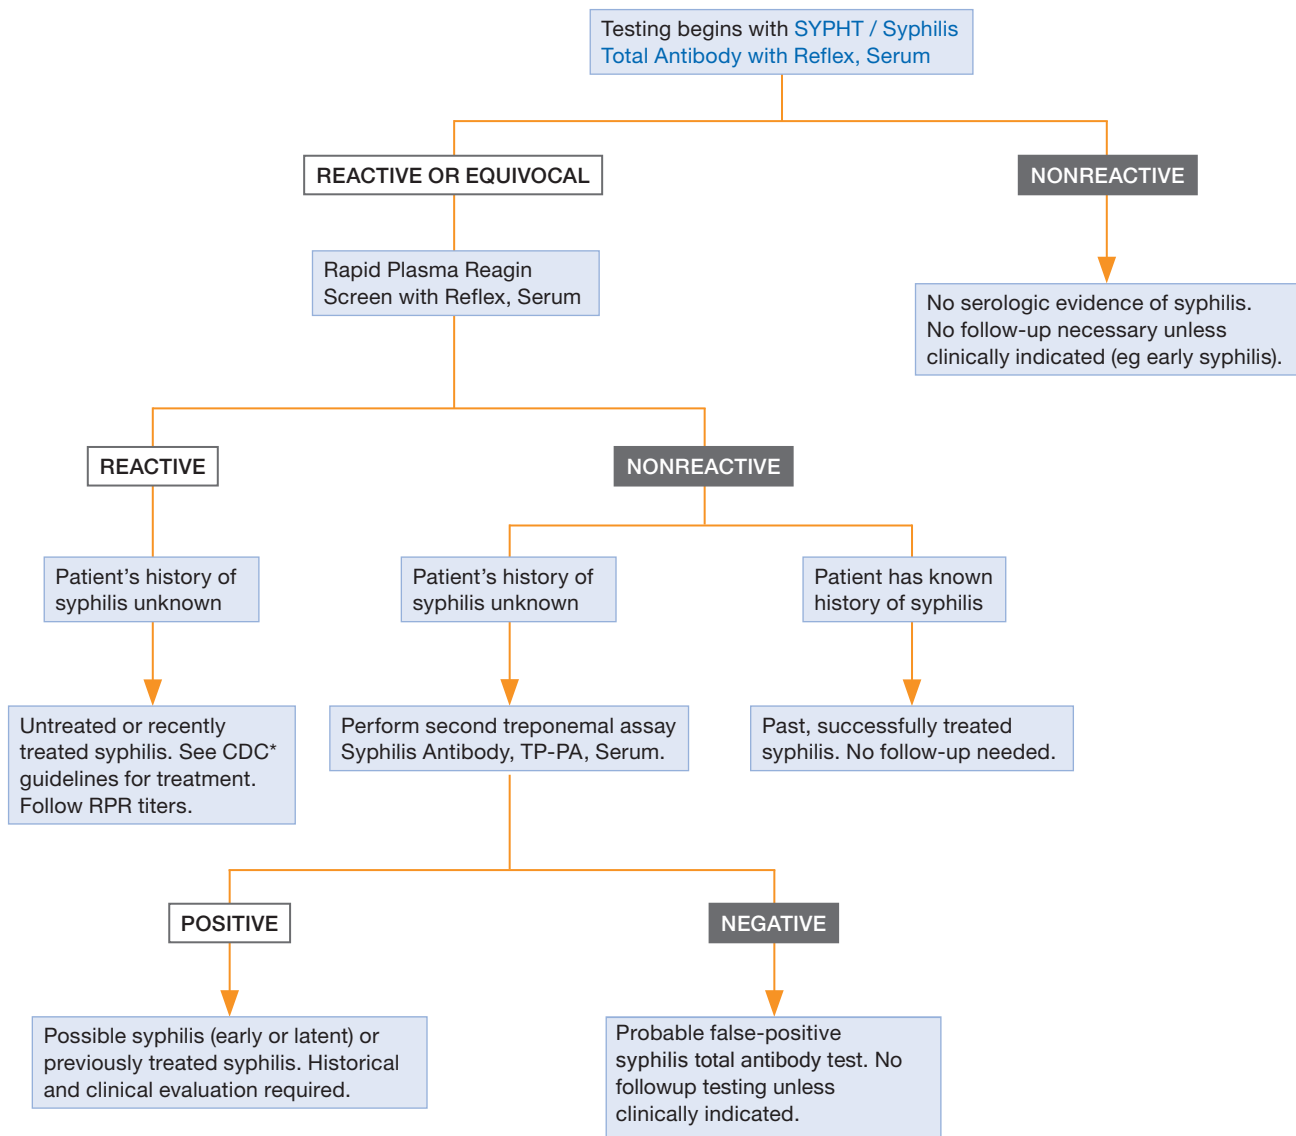 Testing begins with SYPHT / Syphilis
Total Antibody with Reflex, Serum
REACTIVE OR EQUIVOCAL
NONREACTIVE
Rapid Plasma Reagin
Screen with Reflex, Serum
No serologic evidence of syphilis.
No follow-up necessary unless
clinically indicated (eg early syphilis).
REACTIVE
NONREACTIVE
Patient’s history of
syphilis unknown
Patient’s history of
syphilis unknown
Patient has known
history of syphilis
Untreated or recently
treated syphilis. See CDC*
guidelines for treatment.
Follow RPR titers.
Perform second treponemal assay
Syphilis Antibody, TP-PA, Serum.
Past, successfully treated
syphilis. No follow-up needed.
POSITIVE
NEGATIVE
Possible syphilis (early or latent) or
previously treated syphilis. Historical
and clinical evaluation required.
Probable false-positive
syphilis total antibody test. No
followup testing unless
clinically indicated.